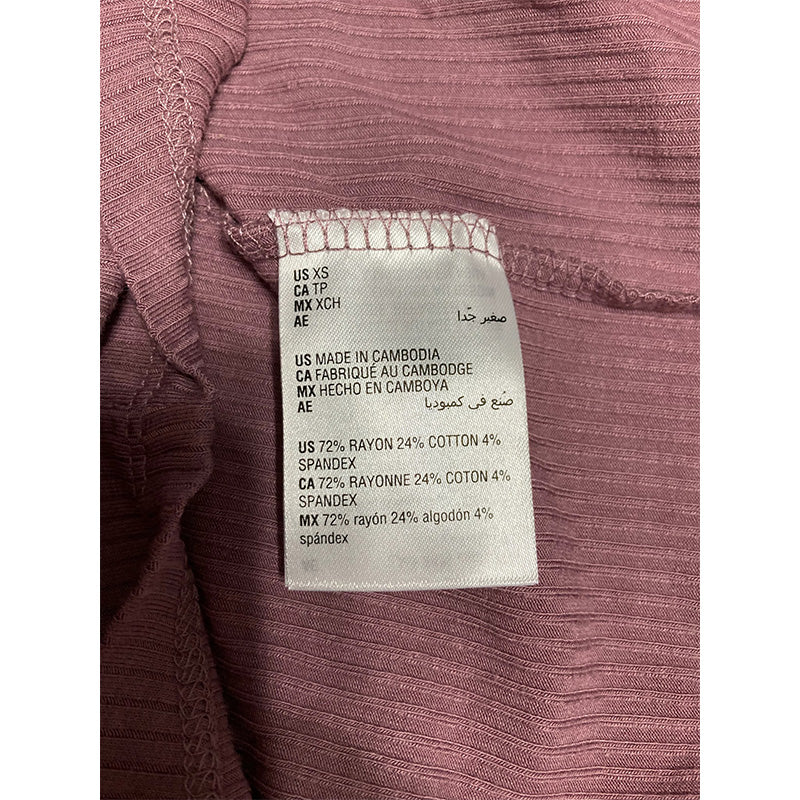 US XS
CA TP
MX XCH
AE صغير جّدا
US MADE IN CAMBODIA
CA FABRIQUÉ AU CAMBODGE
MX HECHO EN CAMBOYA
AE صُنع في كمبوديا
US 72% RAYON 24% COTTON 4%
SPANDEX
CA 72% RAYONNE 24% COTON 4%
SPANDEX
MX 72% rayón 24% algodón 4%
spándex